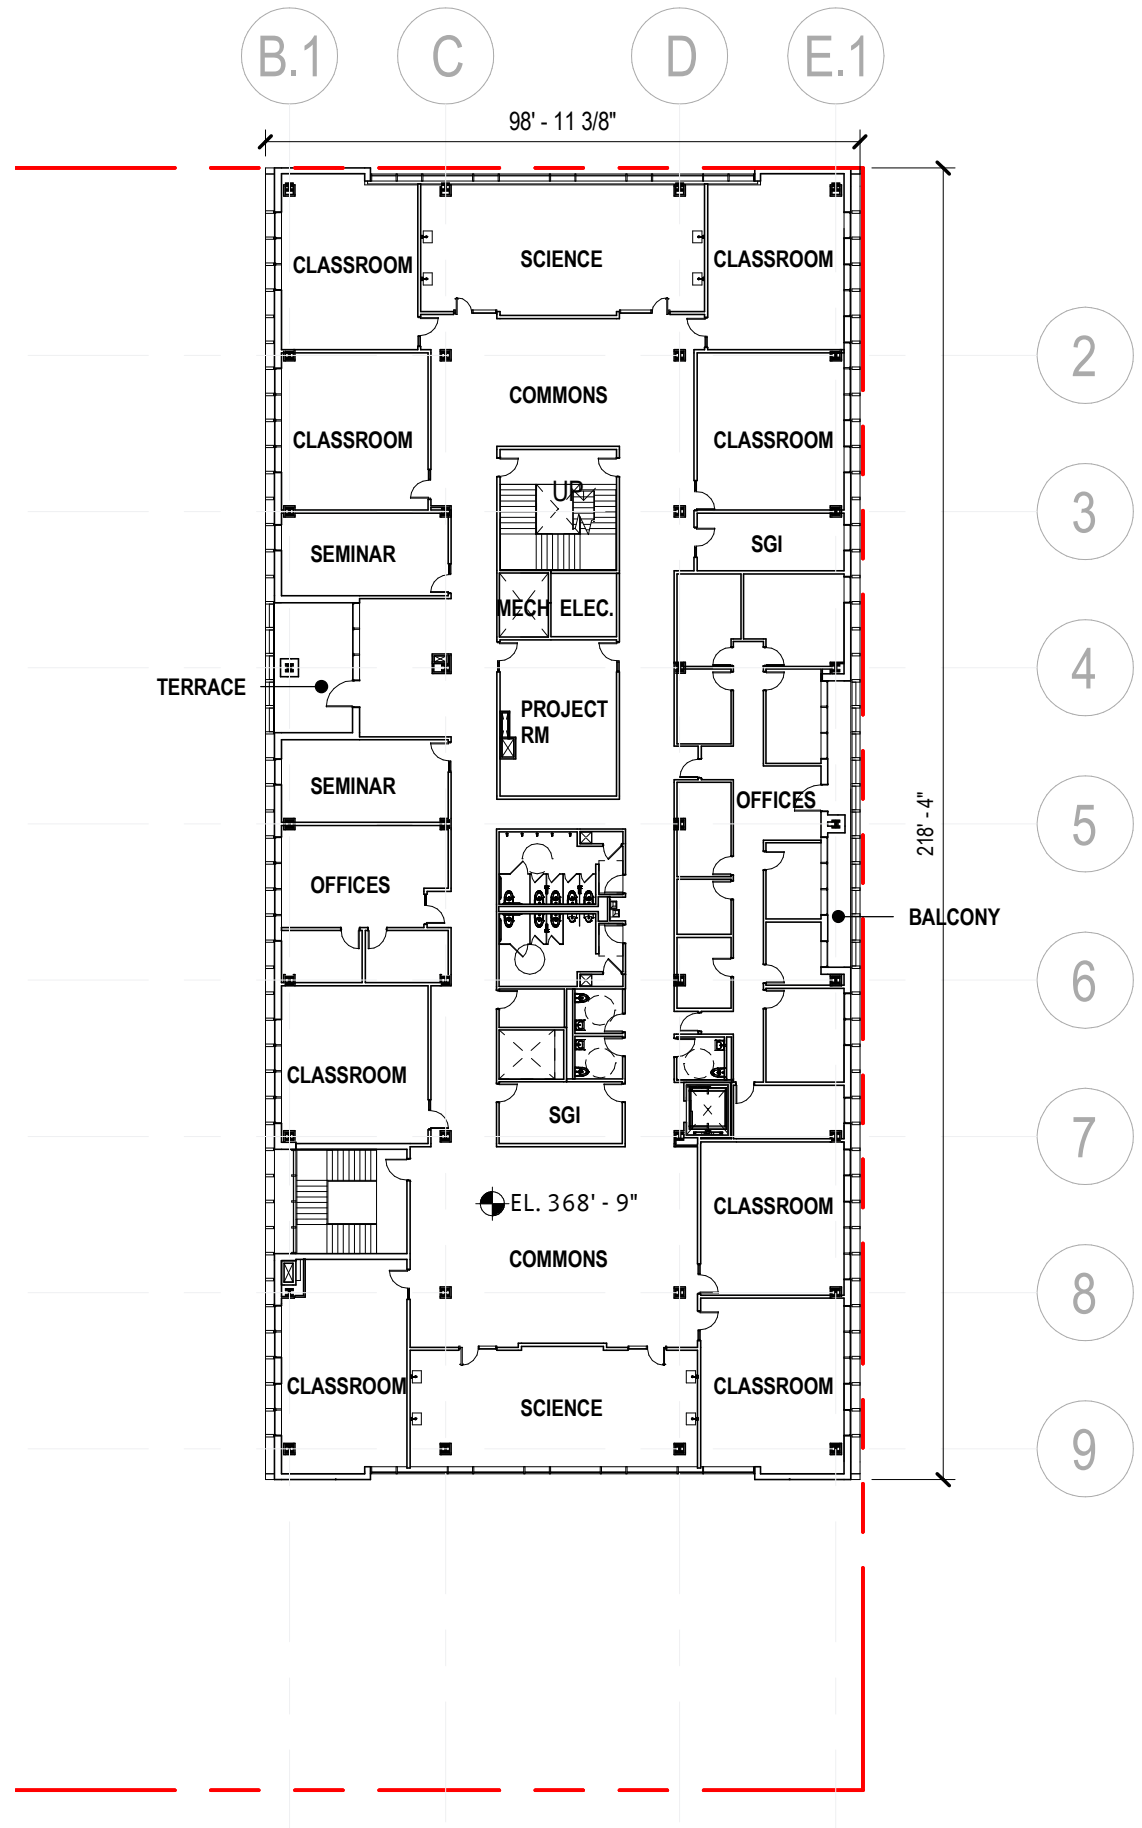 B.1
C
D
E.1
98' - 11 3/8"
CLASSROOM
SCIENCE
CLASSROOM
2
COMMONS
CLASSROOM
CLASSROOM
UP
3
SEMINAR
SGI
MECH
ELEC.
4
TERRACE
PROJECT
RM
SEMINAR
OFFICES
218' - 4"
5
OFFICES
BALCONY
6
CLASSROOM
SGI
7
EL. 368' - 9"
CLASSROOM
COMMONS
8
CLASSROOM
CLASSROOM
SCIENCE
9